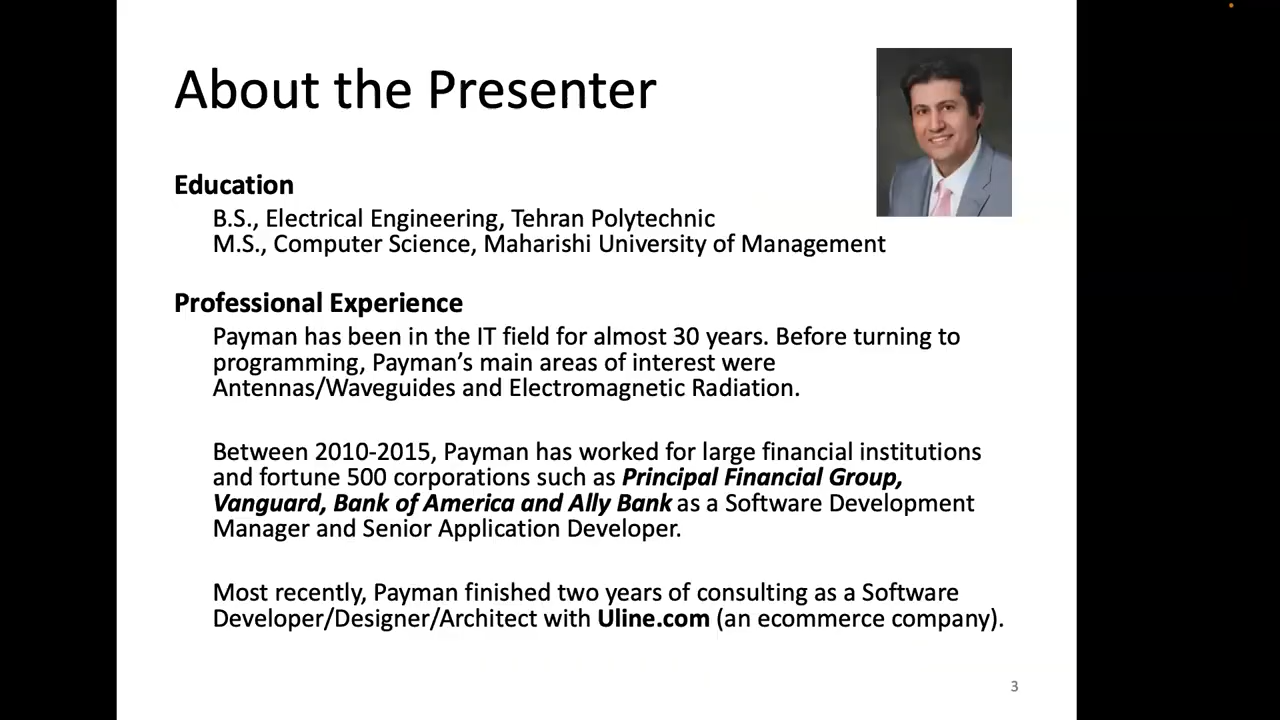 About the Presenter
Education
B.S., Electrical Engineering, Tehran Polytechnic
M.S., Computer Science, Maharishi University of Management
Professional Experience
Payman has been in the IT field for almost 30 years. Before turning to
programming, Payman’s main areas of interest were
Antennas/Waveguides and Electromagnetic Radiation.
Between 2010-2015, Payman has worked for large financial institutions
and fortune 500 corporations such as Principal Financial Group,
Vanguard, Bank of America and Ally Bank as a Software Development
Manager and Senior Application Developer.
Most recently, Payman finished two years of consulting as a Software
Developer/Designer/Architect with Uline.com (an ecommerce company).
3